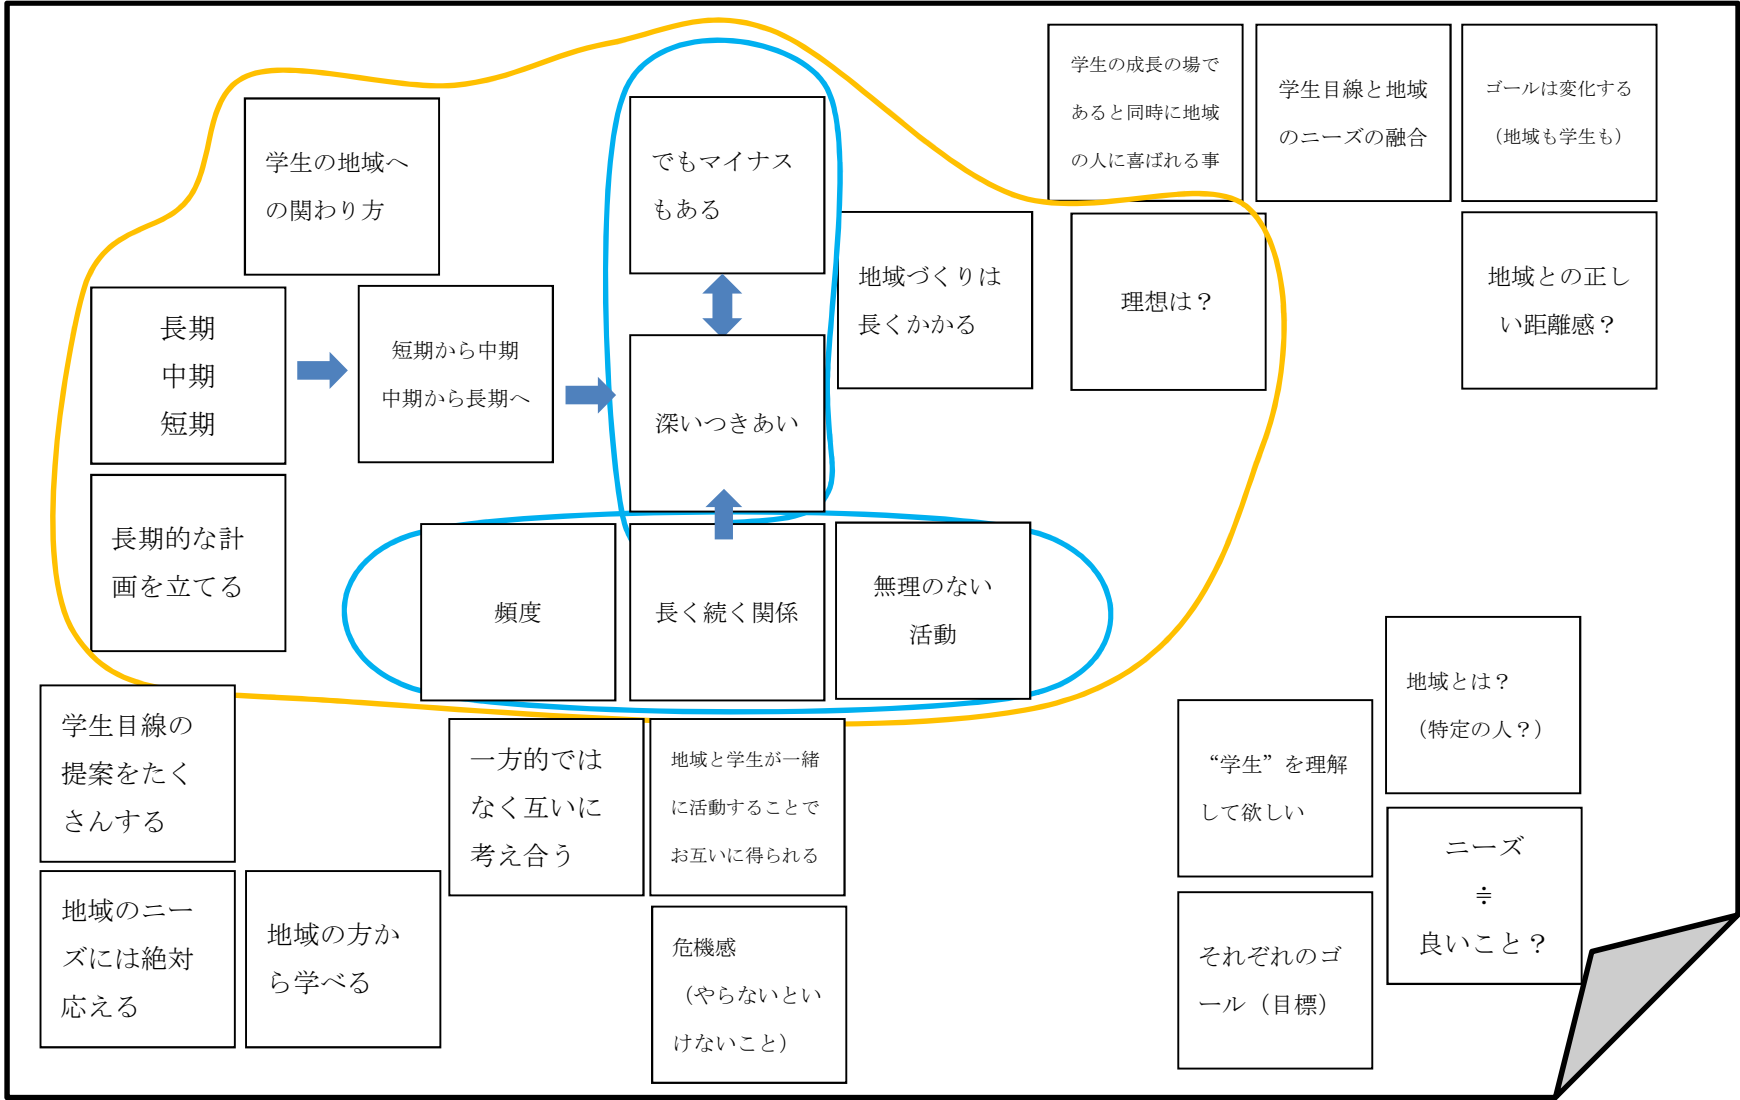 学生の成長の場で
あると同時に地域
の人に喜ばれる事
学生目線と地域
のニーズの融合
ゴールは変化する
（地域も学生も）
学生の地域へ
の関わり方
でもマイナス
もある
地域づくりは
長くかかる
理想は？
地域との正し
い距離感？
長期
中期
短期
短期から中期
中期から長期へ
深いつきあい
長期的な計
画を立てる
頻度
長く続く関係
無理のない
活動
学生目線の
提案をたく
さんする
一方的では
なく互いに
考え合う
地域と学生が一緒
に活動することで
お互いに得られる
“学生”を理解
して欲しい
地域とは？
（特定の人？）
地域のニー
ズには絶対
応える
地域の方か
ら学べる
危機感
（やらないとい
けないこと）
それぞれのゴ
ール（目標）
ニーズ
≑
良いこと？